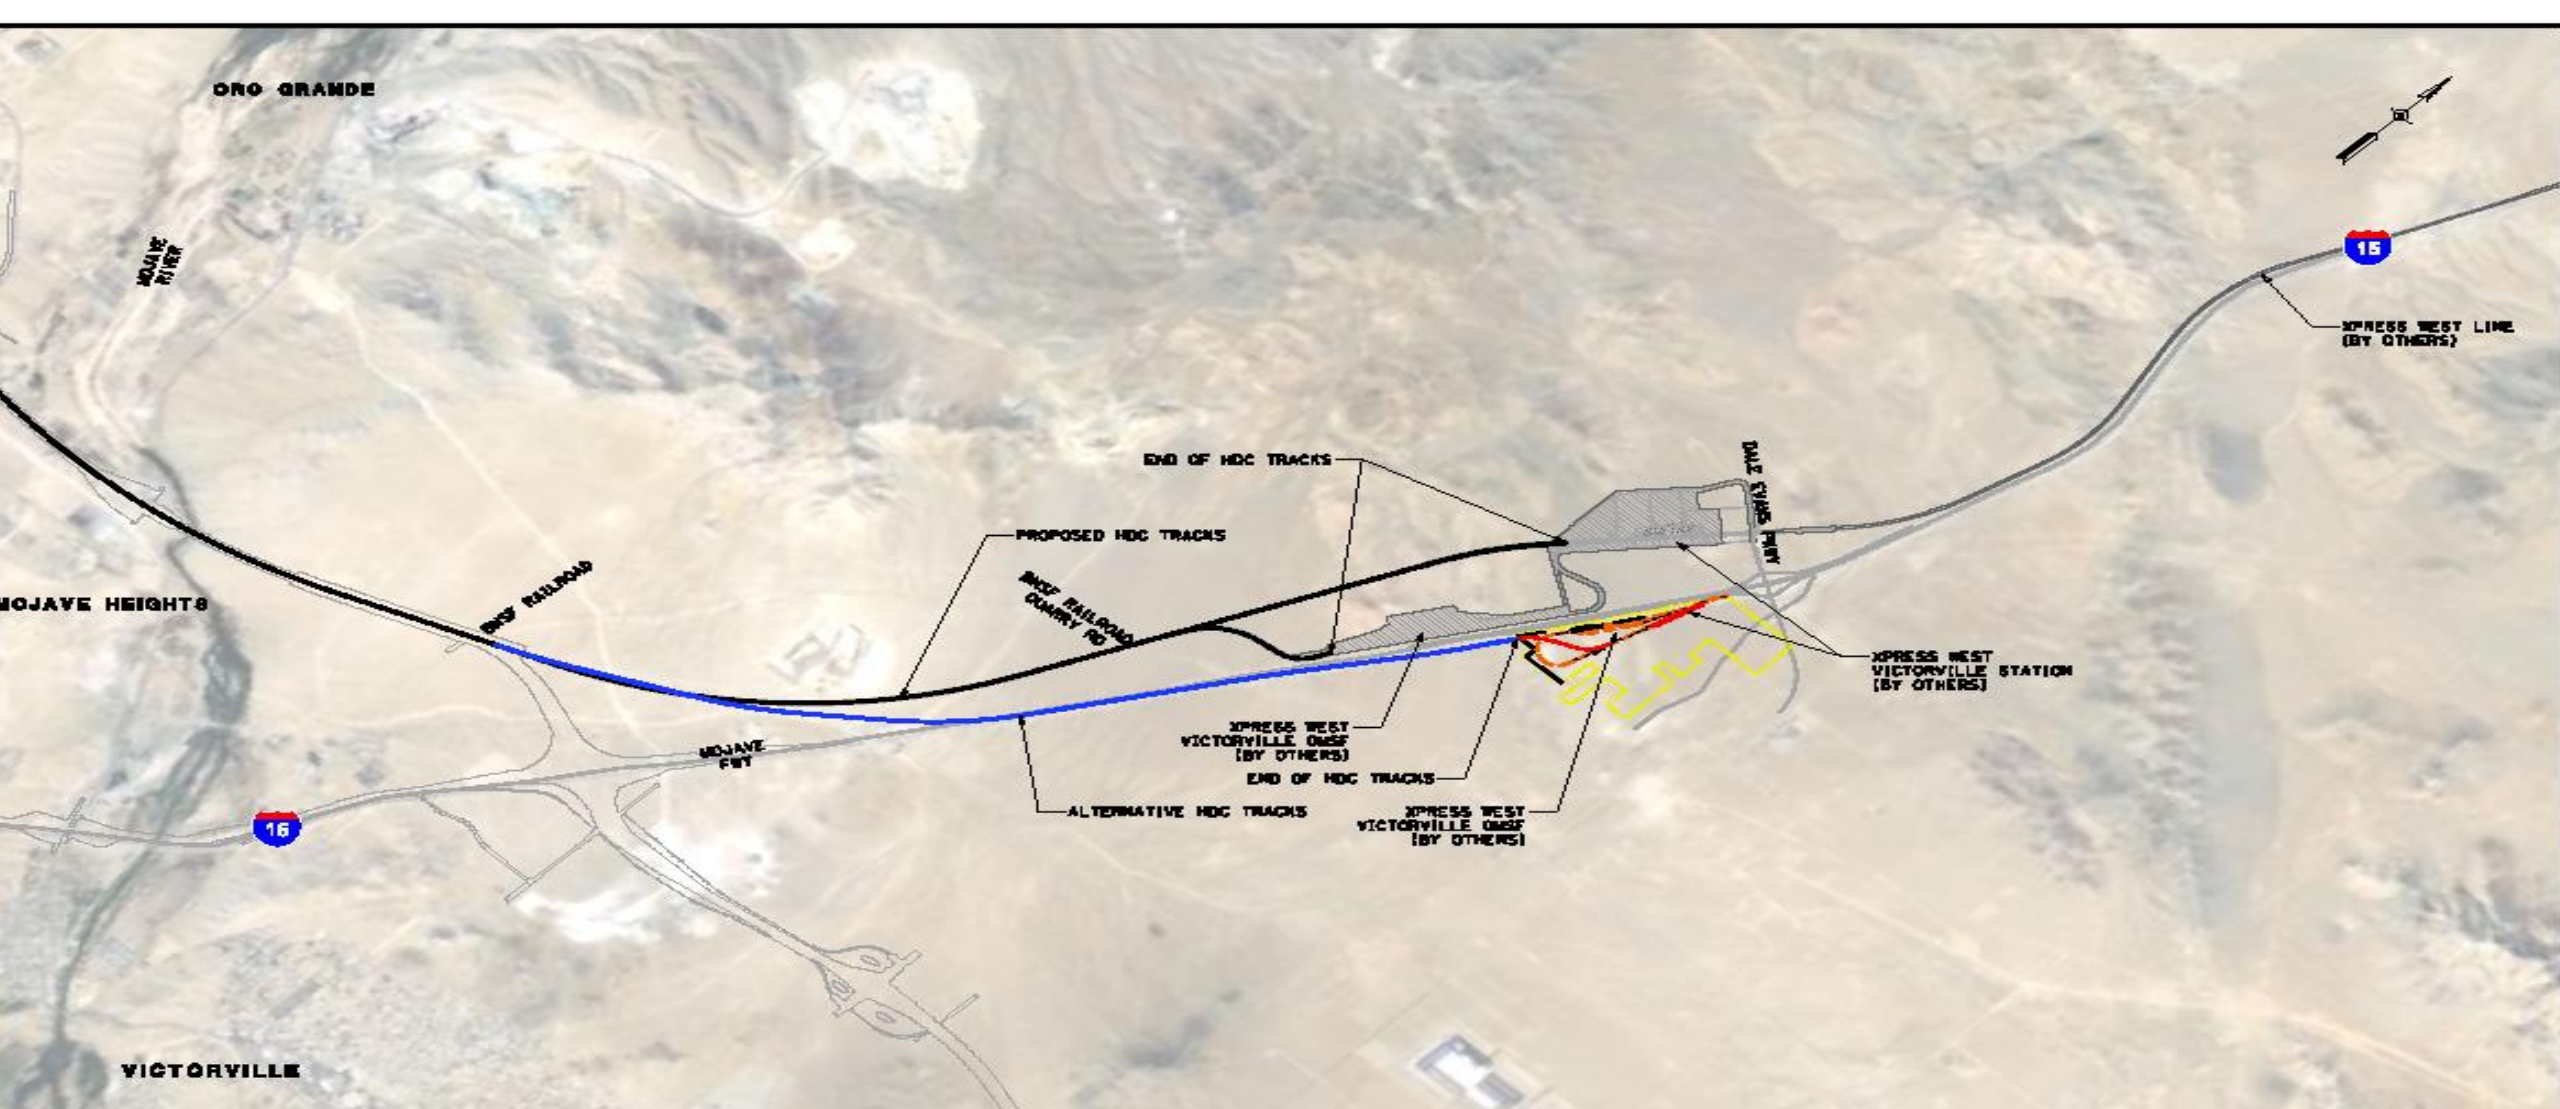 ORO GRANDE
MOJAVE
RIVER
15
XPRESS WEST LINE
(BY OTHERS)
DALE EVANS PKWY
END OF HDC TRACKS
PROPOSED HDC TRACKS
BNSF RAILROAD
BNSF RAILROAD
QUARRY RD
MOJAVE HEIGHTS
XPRESS WEST
VICTORVILLE STATION
(BY OTHERS)
XPRESS WEST
VICTORVILLE OMSF
(BY OTHERS)
MOJAVE
FWY
END OF HDC TRACKS
ALTERNATIVE HDC TRACKS
XPRESS WEST
VICTORVILLE OMSF
(BY OTHERS)
15
VICTORVILLE